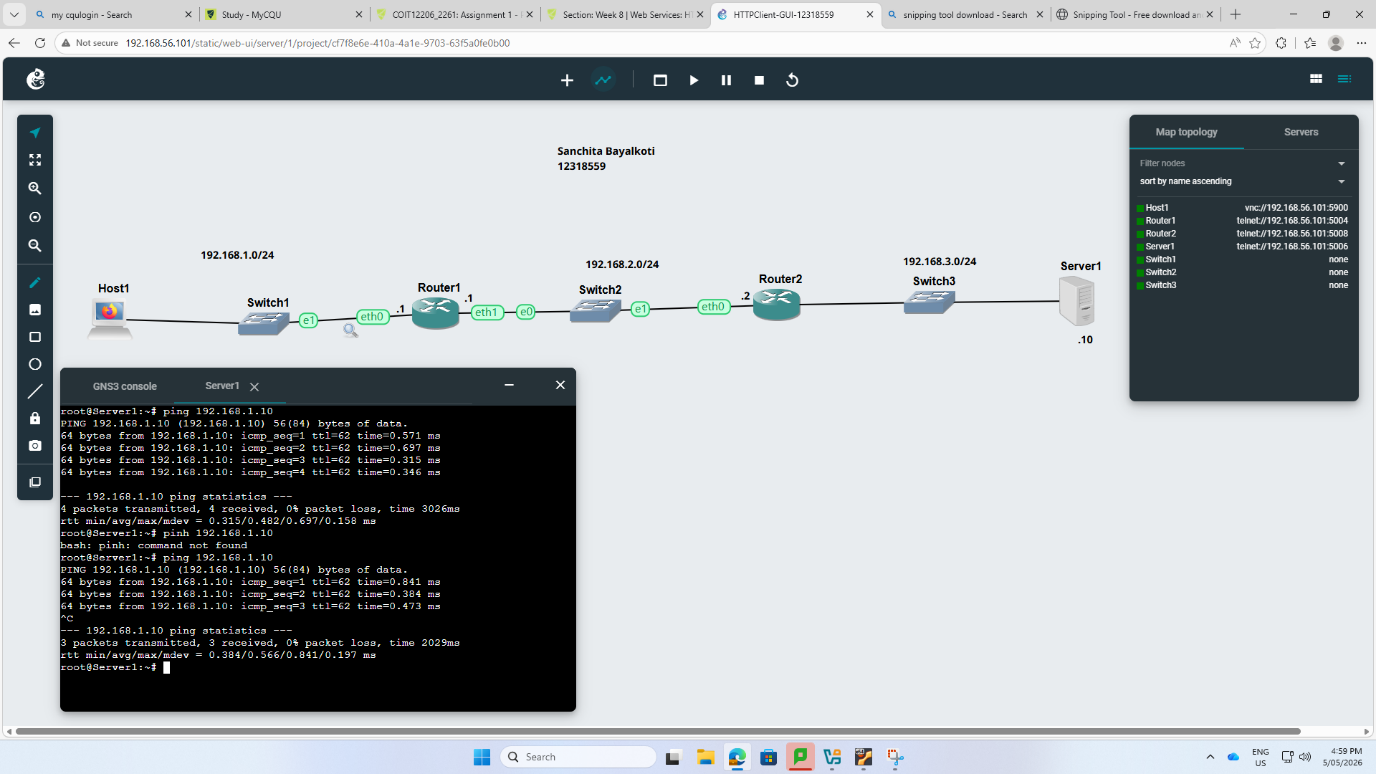 my cqulogin - Search
Study - MyCQU
COIT12206_2261: Assignment 1 -
Section: Week 8 | Web Services: HT
HTTPClient-GUI-12318559
snipping tool download - Search
Snipping Tool - Free download an
Not secure 192.168.56.101/static/web-ui/server/1/project/cf7f8e6e-410a-4a1e-9703-63f5a0fe0b00
Sanchita Bayalkoti
12318559
Map topology Servers
Filter nodes
sort by name ascending
Host1 vnc://192.168.56.101:5900
Router1 telnet://192.168.56.101:5004
Router2 telnet://192.168.56.101:5008
Server1 telnet://192.168.56.101:5006
Switch1 none
Switch2 none
Switch3 none
192.168.1.0/24
192.168.2.0/24
192.168.3.0/24
Host1
Switch1
e1
eth0
.1
Router1
.1
eth1
e0
Switch2
e1
eth0
.2
Router2
Switch3
Server1
.10
GNS3 console Server1
root@Server1:~# ping 192.168.1.10
PING 192.168.1.10 (192.168.1.10) 56(84) bytes of data.
64 bytes from 192.168.1.10: icmp_seq=1 ttl=62 time=0.571 ms
64 bytes from 192.168.1.10: icmp_seq=2 ttl=62 time=0.697 ms
64 bytes from 192.168.1.10: icmp_seq=3 ttl=62 time=0.315 ms
64 bytes from 192.168.1.10: icmp_seq=4 ttl=62 time=0.346 ms
--- 192.168.1.10 ping statistics ---
4 packets transmitted, 4 received, 0% packet loss, time 3026ms
rtt min/avg/max/mdev = 0.315/0.482/0.697/0.158 ms
root@Server1:~# pinh 192.168.1.10
bash: pinh: command not found
root@Server1:~# ping 192.168.1.10
PING 192.168.1.10 (192.168.1.10) 56(84) bytes of data.
64 bytes from 192.168.1.10: icmp_seq=1 ttl=62 time=0.841 ms
64 bytes from 192.168.1.10: icmp_seq=2 ttl=62 time=0.384 ms
64 bytes from 192.168.1.10: icmp_seq=3 ttl=62 time=0.473 ms
^C
--- 192.168.1.10 ping statistics ---
3 packets transmitted, 3 received, 0% packet loss, time 2029ms
rtt min/avg/max/mdev = 0.384/0.566/0.841/0.197 ms
root@Server1:~#
Search
ENG
US
4:59 PM
5/05/2026